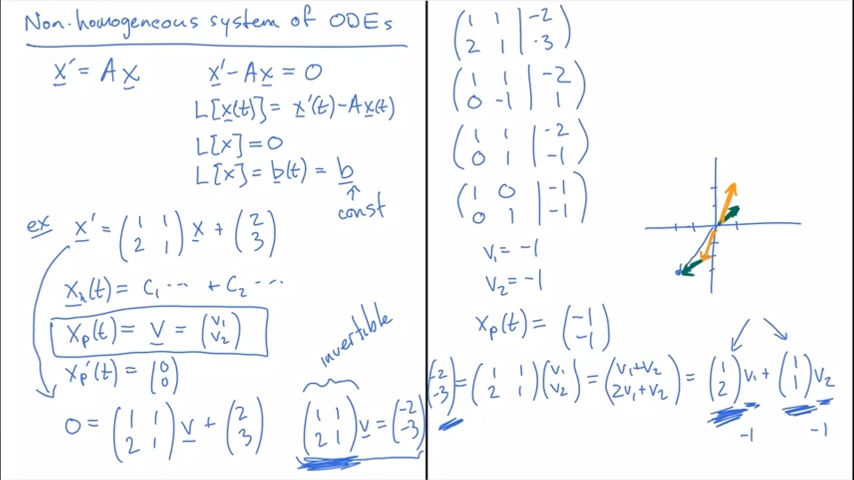 Non-homogeneous system of ODEs
x' = Ax
x' - Ax = 0
L[x(t)] = x'(t) - Ax(t)
L[x] = 0
L[x] = b(t) = b
↑
const
ex x' = (1 1; 2 1) x + (2; 3)
x_h(t) = C₁ ... + C₂ ...
x_p(t) = v = (v₁; v₂)
x_p'(t) = (0; 0)
0 = (1 1; 2 1) v + (2; 3)
invertible
(1 1; 2 1) v = (-2; -3)
(1 1 | -2; 2 1 | -3)
(1 1 | -2; 0 -1 | 1)
(1 1 | -2; 0 1 | -1)
(1 0 | -1; 0 1 | -1)
v₁ = -1
v₂ = -1
x_p(t) = (-1; -1)
(-2; -3) = (1 1; 2 1)(v₁; v₂) = (v₁+v₂; 2v₁+v₂) = (1; 2) v₁ + (1; 1) v₂
-1 -1